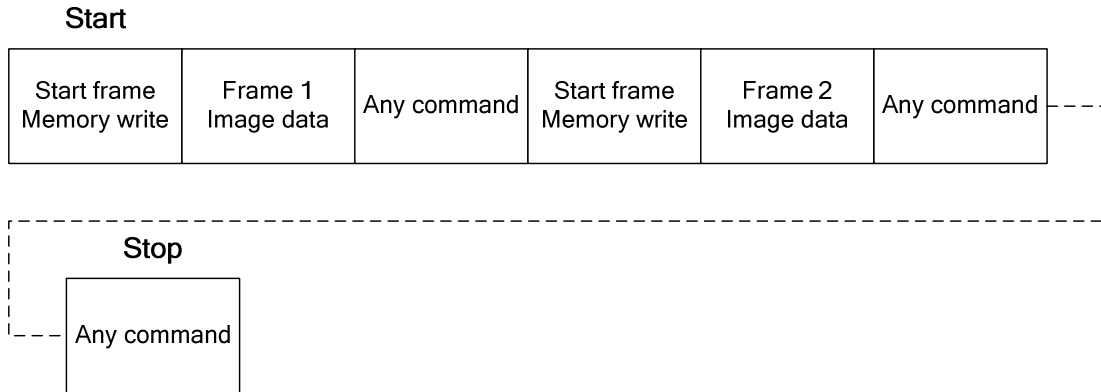 Start
Start frame
Memory write
Frame 1
Image data
Any command
Start frame
Memory write
Frame 2
Image data
Any command
Stop
Any command